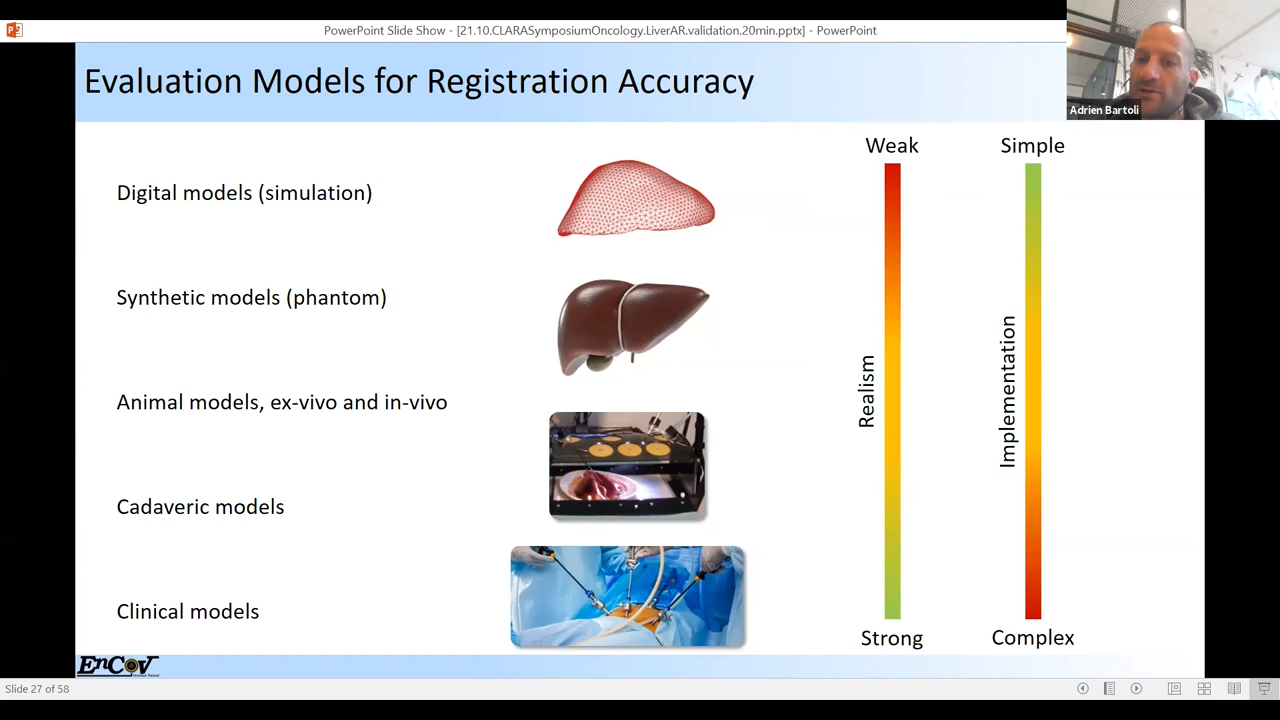 PowerPoint Slide Show - [21.10.CLARASymposiumOncology.LiverAR.validation.20min.pptx] - PowerPoint
Adrien Bartoli
Evaluation Models for Registration Accuracy
Weak
Simple
Digital models (simulation)
Synthetic models (phantom)
Animal models, ex-vivo and in-vivo
Realism
Implementation
Cadaveric models
Clinical models
Strong
Complex
EnCoV
Slide 27 of 58